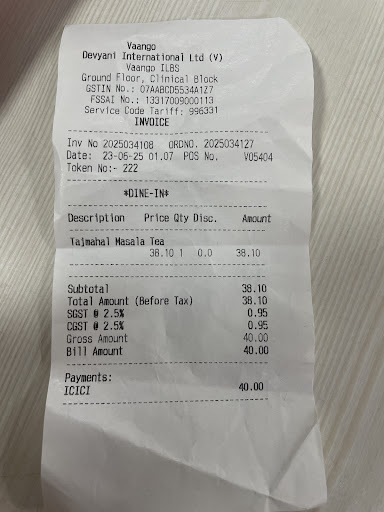 Vaango
Devyani International Ltd (V)
Vaango ILBS
Ground Floor, Clinical Block
GSTIN No.: 07AABCD5534A1Z7
FSSAI No.: 13317009000113
Service Code Tariff: 996331
INVOICE
Inv No 2025034108 ORDNO. 2025034127
Date: 23-06-25 01.07 POS No. V05404
Token No:- 222
*DINE-IN*
Description Price Qty Disc. Amount
Tajmahal Masala Tea
38.10 1 0.0 38.10
Subtotal 38.10
Total Amount (Before Tax) 38.10
SGST @ 2.5% 0.95
CGST @ 2.5% 0.95
Gross Amount 40.00
Bill Amount 40.00
Payments:
ICICI 40.00